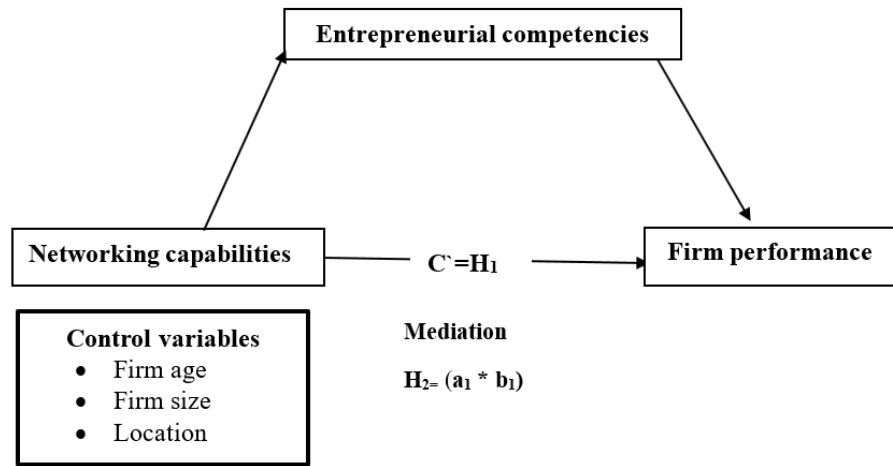 Entrepreneurial competencies
Networking capabilities
C`=H₁
Firm performance
Control variables
• Firm age
• Firm size
• Location
Mediation
H₂₌ (a₁ * b₁)